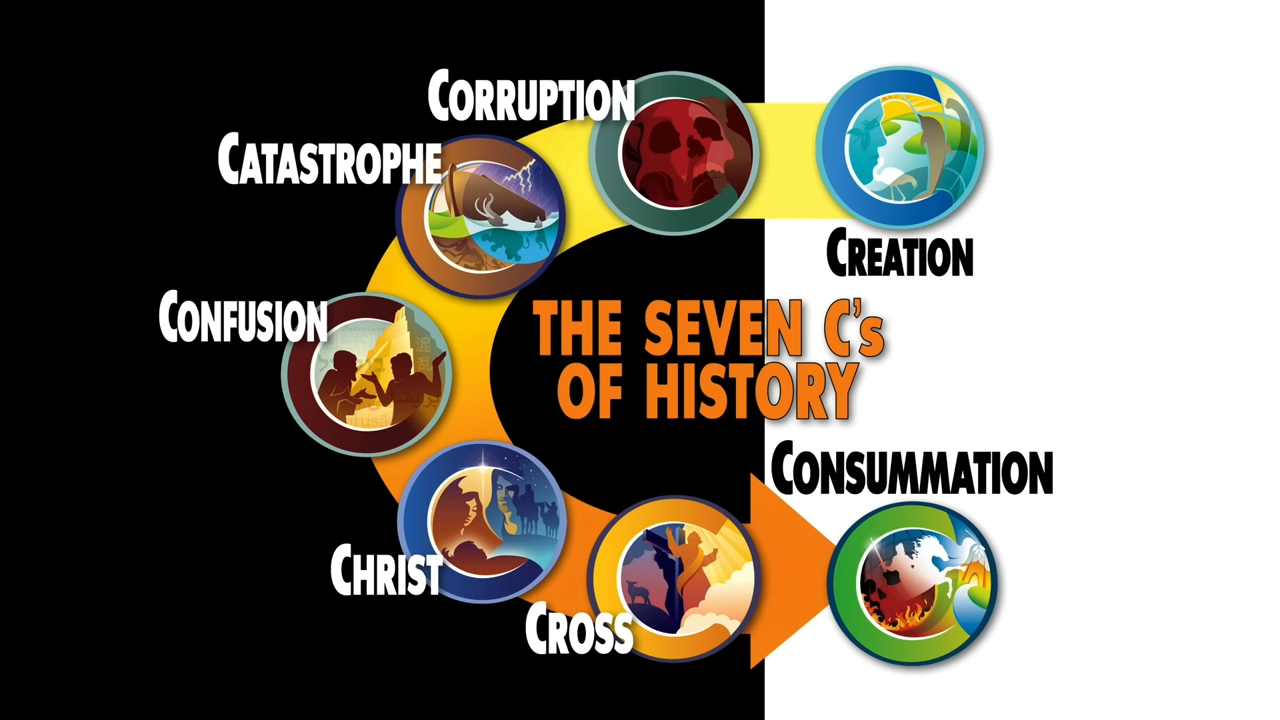 THE SEVEN C's
OF HISTORY
CREATION
CORRUPTION
CATASTROPHE
CONFUSION
CHRIST
CROSS
CONSUMMATION